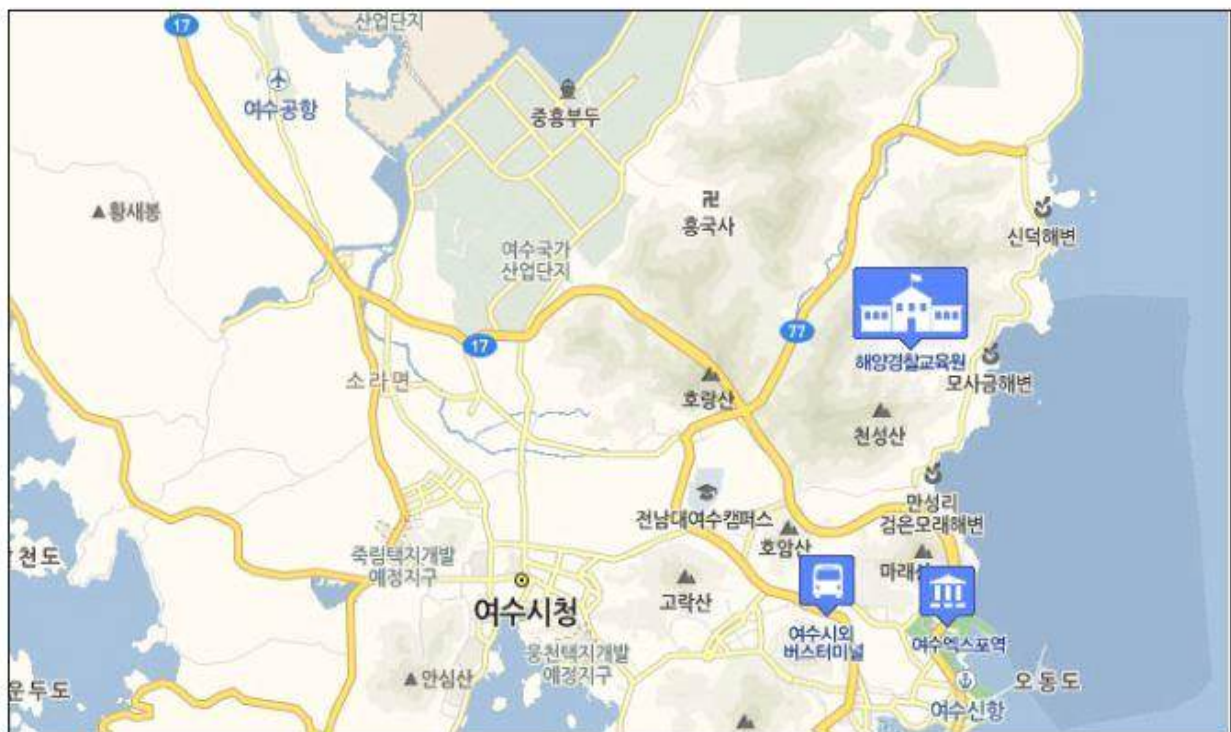 17
산업단지
여수공항
중흥부두
황새봉
흥국사
신덕해변
여수국가
산업단지
77
17
해양경찰교육원
모사금해변
소라면
호랑산
천성산
만성리
검은모래해변
전남대여수캠퍼스
호암산
죽림택지개발
예정지구
천도
마래산
고락산
여수시청
여수시외
버스터미널
여수엑스포역
웅천택지개발
예정지구
안심산
운두도
오동도
여수신항